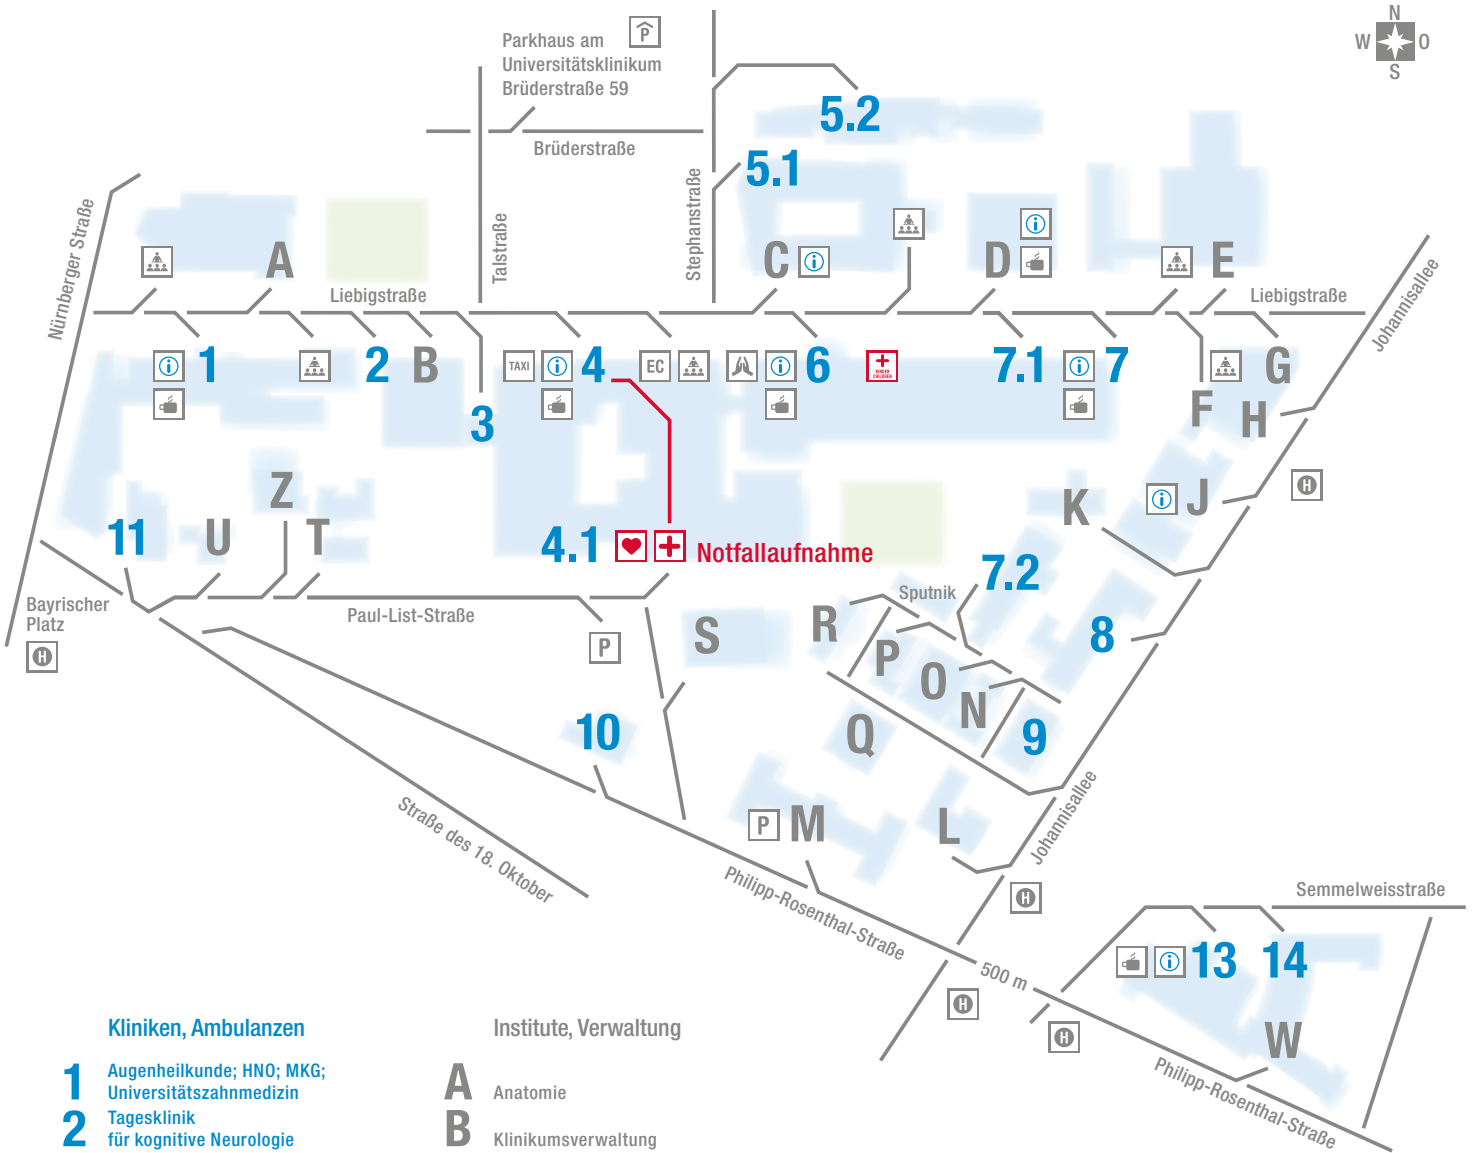 N
W
O
S
Parkhaus am
Universitätsklinikum
Brüderstraße 59
P
5.2
Brüderstraße
5.1
Nürnberger Straße
Talstraße
Stephanstraße
A
C
D
E
Liebigstraße
Liebigstraße
Johannisallee
1
2
B
TAXI
4
EC
6
KINDER
CHILDREN
7.1
7
G
3
F
H
Z
K
J
H
11
U
T
4.1
Notfallaufnahme
7.2
Sputnik
Bayrischer
Platz
H
Paul-List-Straße
P
S
R
P
O
N
8
10
Q
9
Straße des 18. Oktober
P
M
L
Johannisallee
Philipp-Rosenthal-Straße
H
Semmelweisstraße
500 m
13
14
H
H
W
Philipp-Rosenthal-Straße
Kliniken, Ambulanzen
1
Augenheilkunde; HNO; MKG;
Universitätszahnmedizin
2
Tagesklinik
für kognitive Neurologie
Institute, Verwaltung
A
Anatomie
B
Klinikumsverwaltung